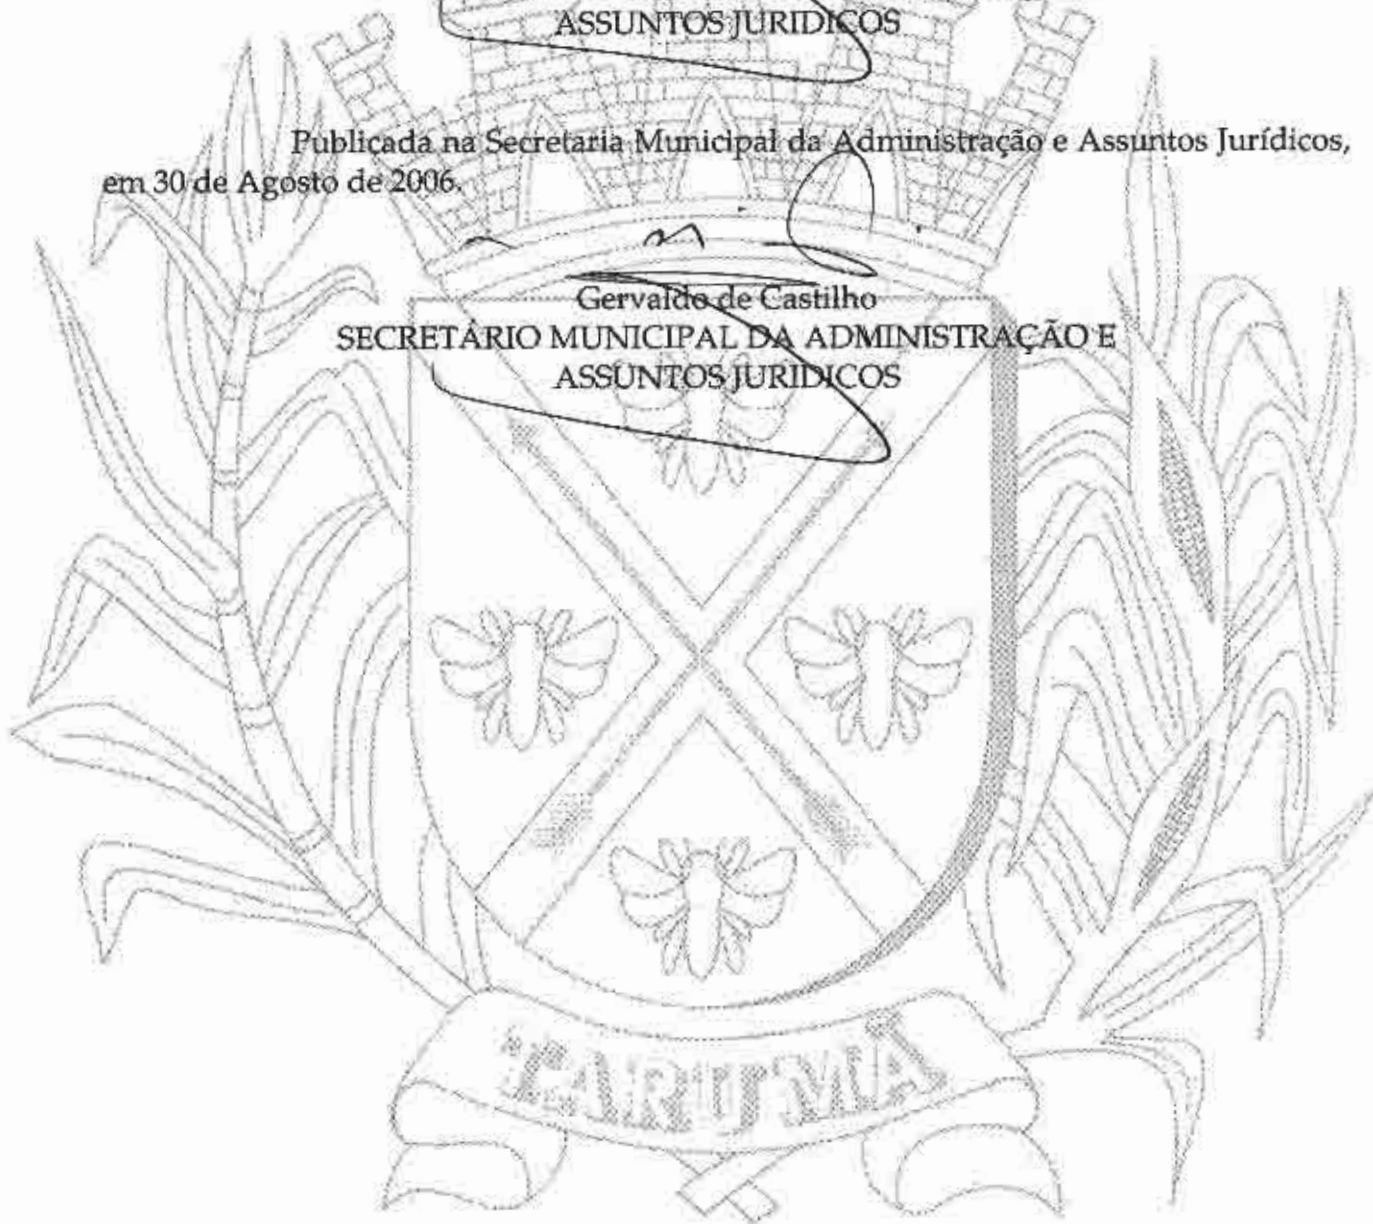 ASSUNTOS JURIDICOS
Publicada na Secretaria Municipal da Administração e Assuntos Jurídicos,
em 30 de Agosto de 2006.
Gervaldo de Castilho
SECRETÁRIO MUNICIPAL DA ADMINISTRAÇÃO E
ASSUNTOS JURIDICOS
TARUMÃ